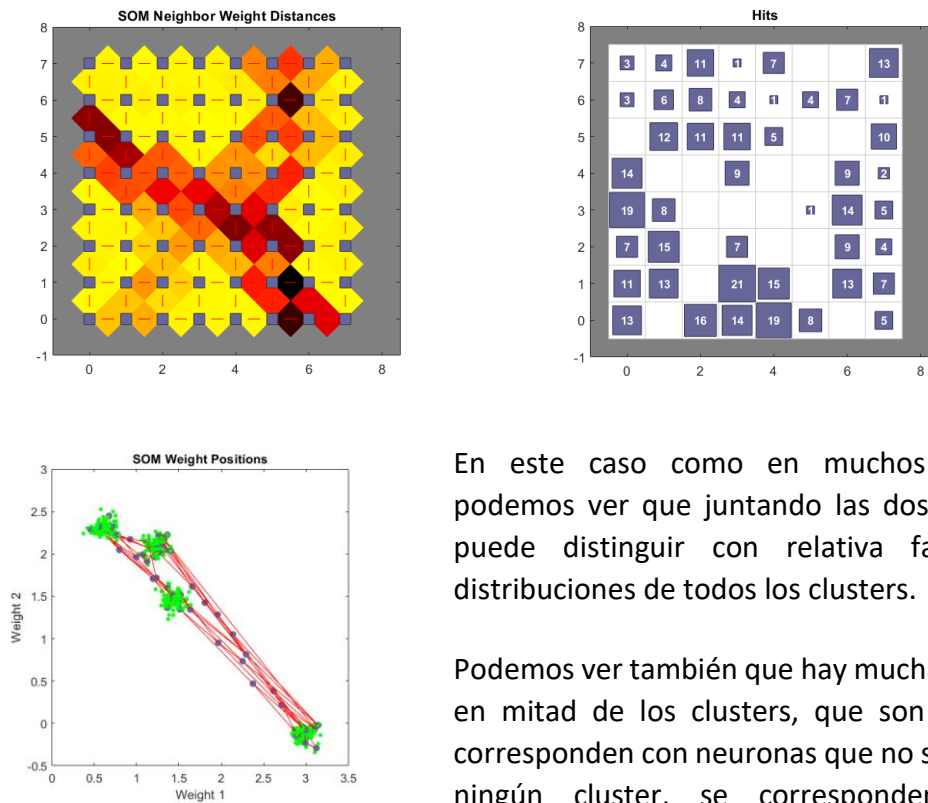 SOM Neighbor Weight Distances
8
7
6
5
4
3
2
1
0
-1
0 2 4 6 8
Hits
8
7
6
5
4
3
2
1
0
-1
3 4 11 1 7 13
3 6 8 4 1 4 7 1
12 11 11 5 10
14 9 9 2
19 8 1 14 5
7 15 7 9 4
11 13 21 15 13 7
13 16 14 19 8 5
0 2 4 6 8
SOM Weight Positions
Weight 2
3
2.5
2
1.5
1
0.5
0
-0.5
0 0.5 1 1.5 2 2.5 3 3.5
Weight 1
En este caso como en muchos
podemos ver que juntando las dos
puede distinguir con relativa fa
distribuciones de todos los clusters.
Podemos ver también que hay mucha
en mitad de los clusters, que son
corresponden con neuronas que no s
ningún cluster, se corresponden